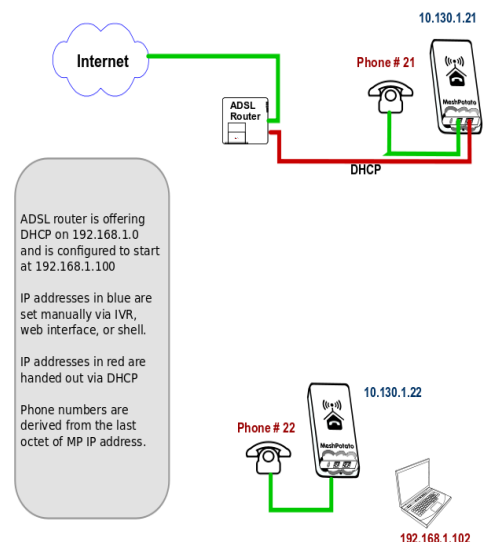 10.130.1.21
Internet
Phone # 21
MeshPotato
ADSL
Router
DHCP
ADSL router is offering
DHCP on 192.168.1.0
and is configured to start
at 192.168.1.100
IP addresses in blue are
set manually via IVR,
web interface, or shell.
IP addresses in red are
handed out via DHCP
Phone numbers are
derived from the last
octet of MP IP address.
10.130.1.22
Phone # 22
MeshPotato
192.168.1.102